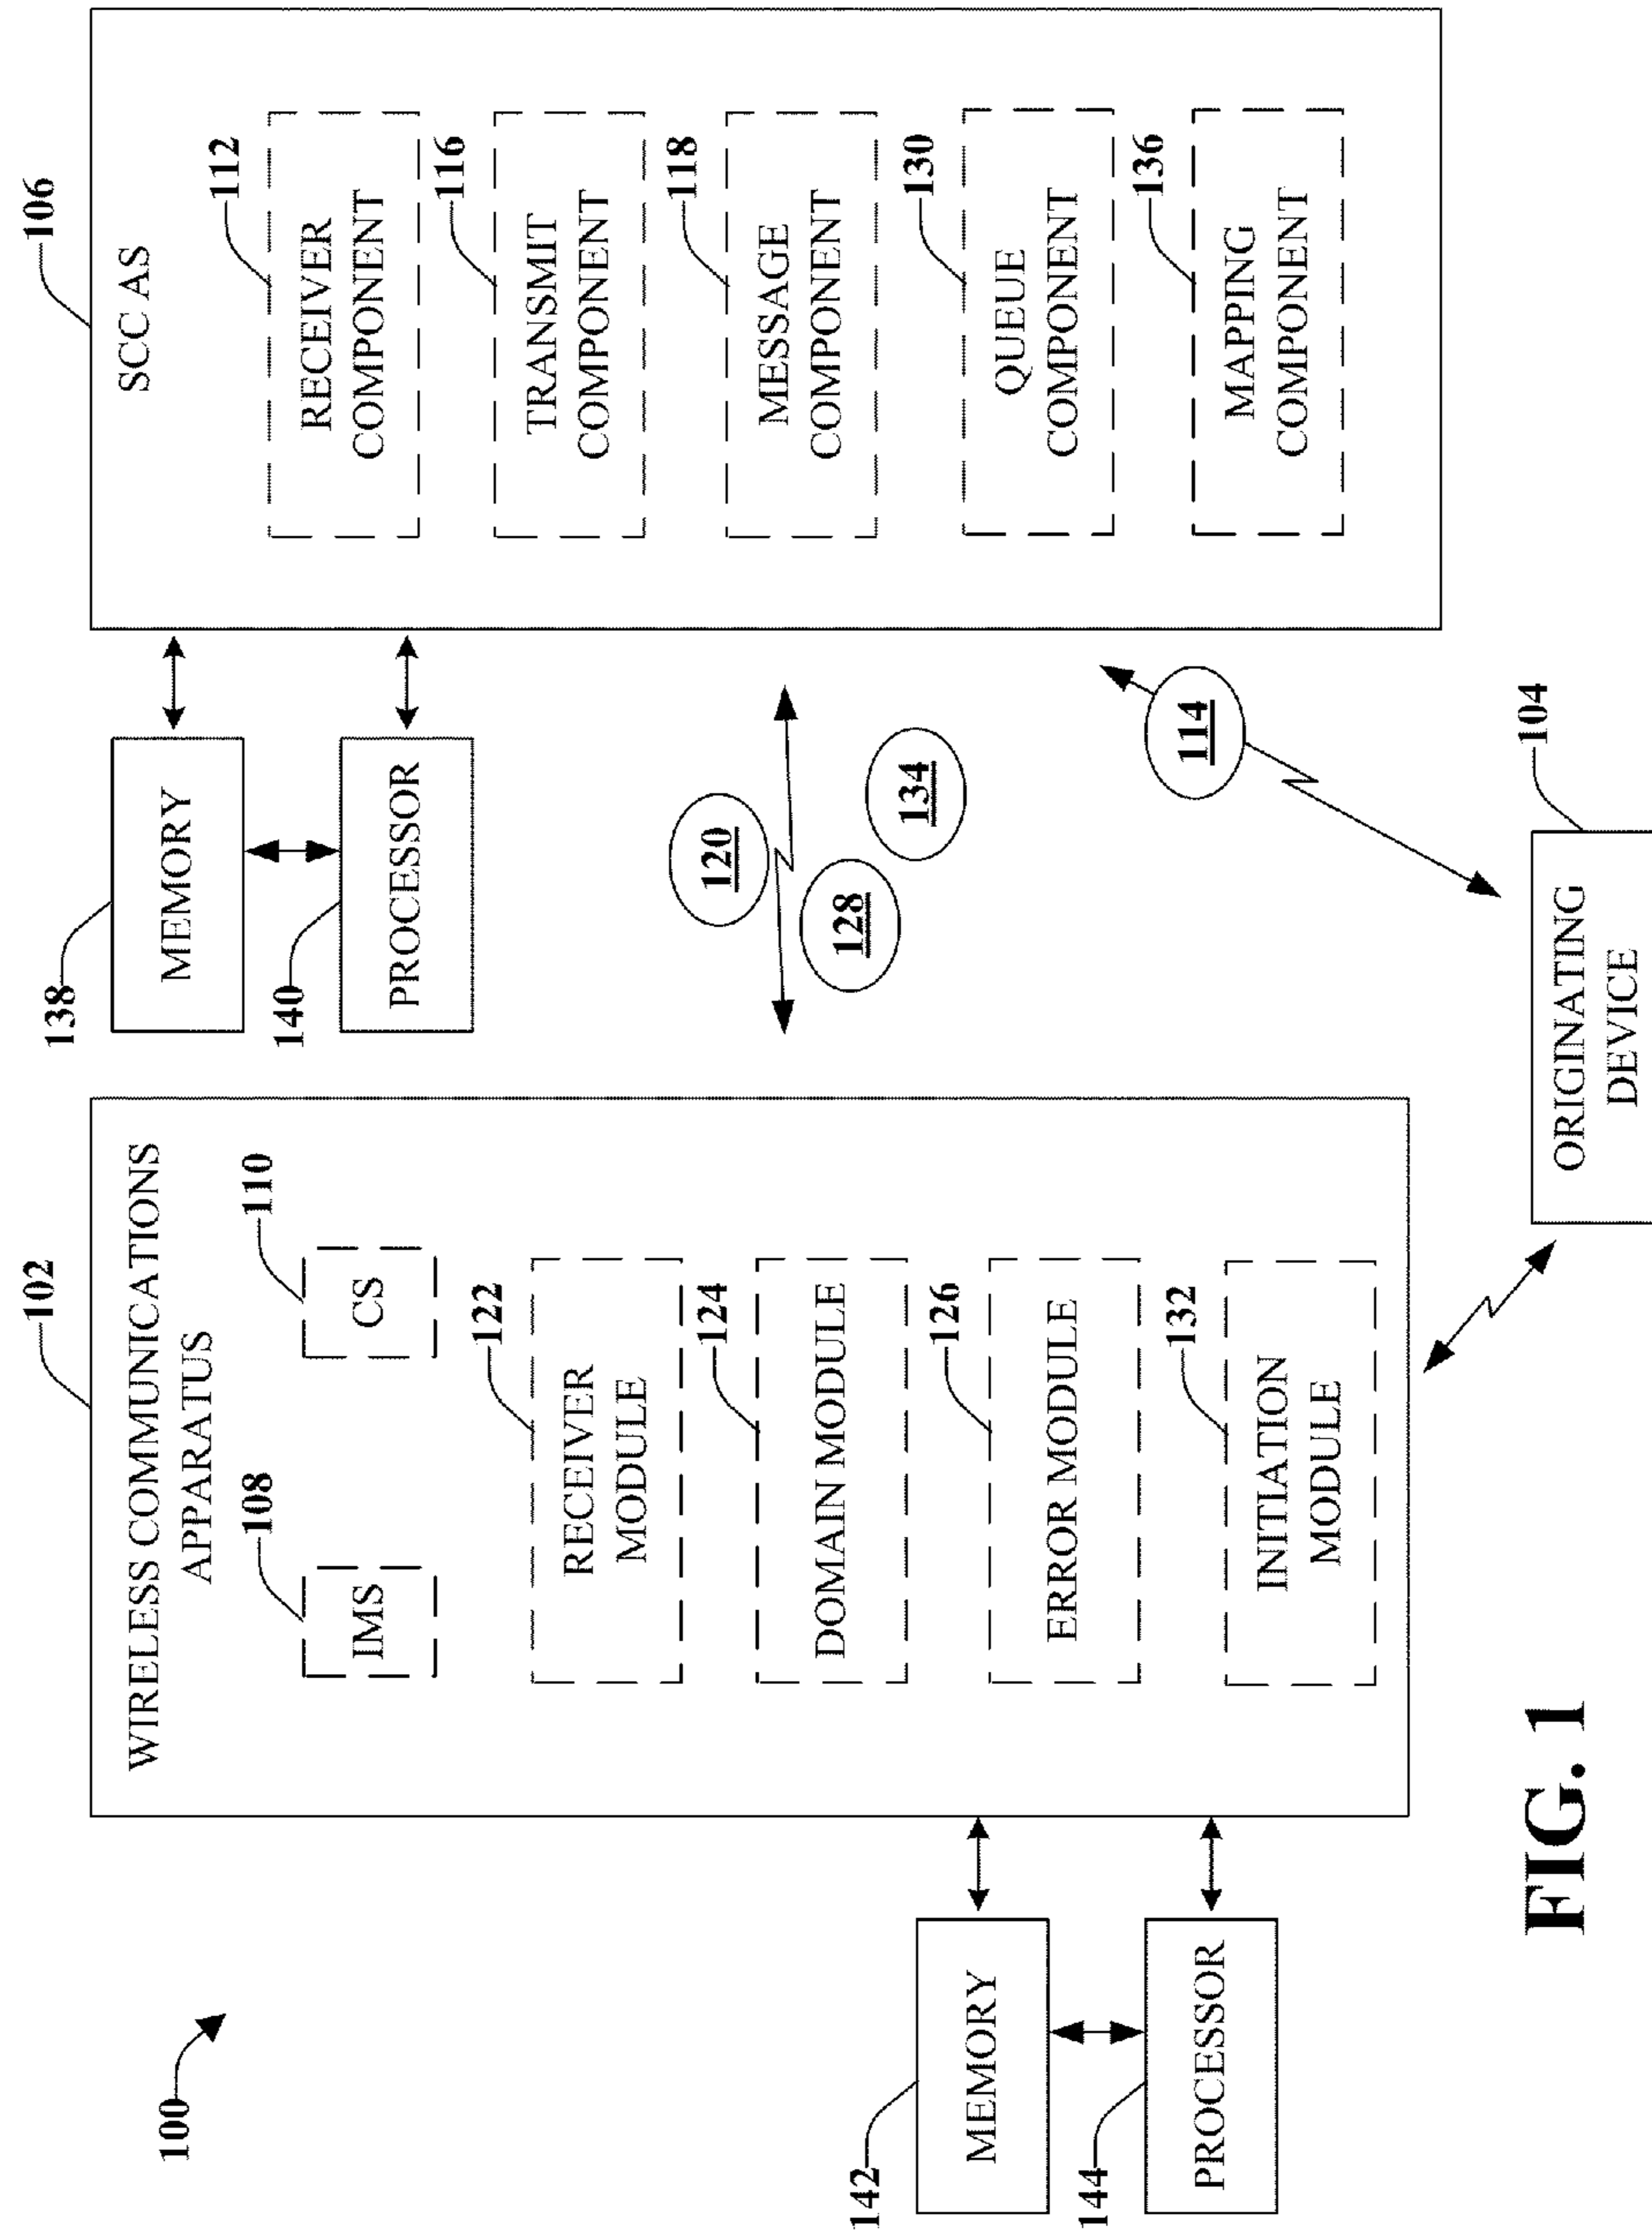 100
102
WIRELESS COMMUNICATIONS
APPARATUS
108
IMS
110
CS
122
RECEIVER
MODULE
124
DOMAIN MODULE
126
ERROR MODULE
132
INITIATION
MODULE
142
MEMORY
144
PROCESSOR
138
MEMORY
140
PROCESSOR
120
128
134
114
104
ORIGINATING
DEVICE
106
SCC AS
112
RECEIVER
COMPONENT
116
TRANSMIT
COMPONENT
118
MESSAGE
COMPONENT
130
QUEUE
COMPONENT
136
MAPPING
COMPONENT
FIG. 1